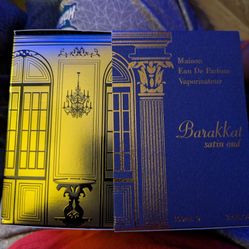 Maison
Eau De Parfum
Vaporisateur
Barakkat
satin oud